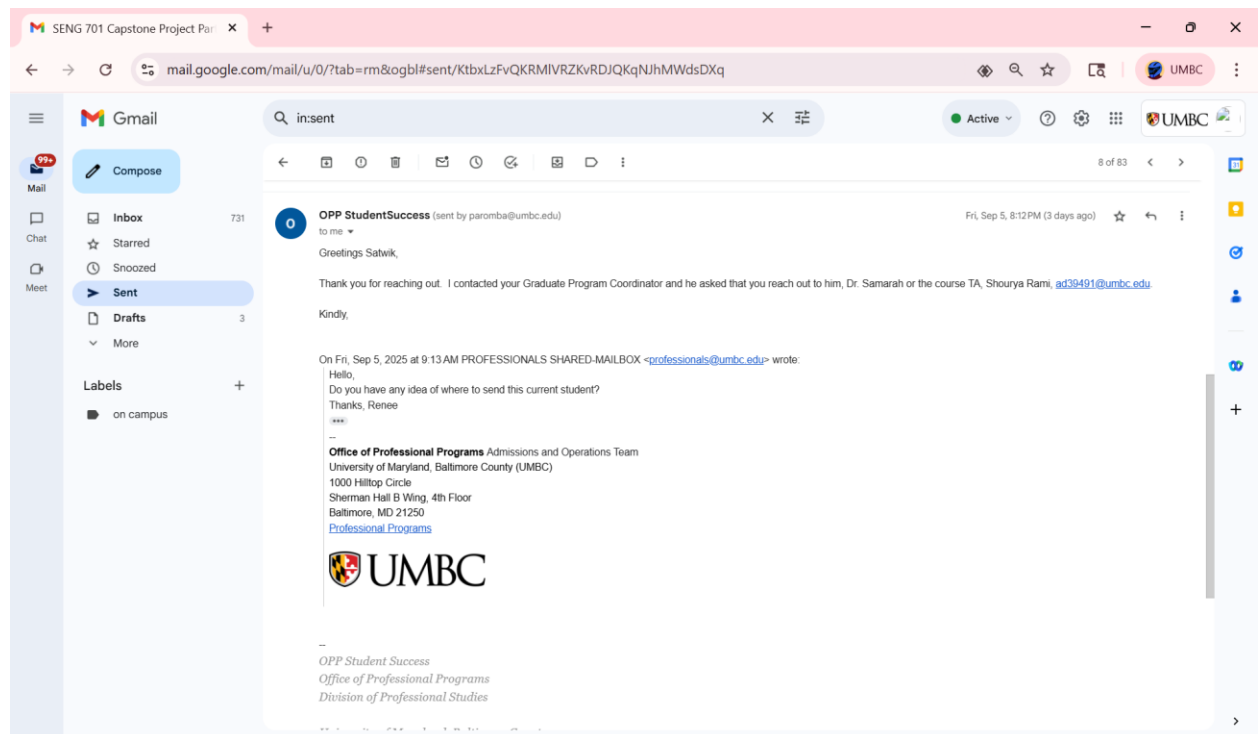 SENG 701 Capstone Project Par
mail.google.com/mail/u/0/?tab=rm&ogbl#sent/KtbxLzFvQKRMlVRZKvRDJQKqNJhMWdsDXq
UMBC
Gmail
in:sent
Active
UMBC
99+
Mail
Chat
Meet
Compose
Inbox 731
Starred
Snoozed
Sent
Drafts 3
More
Labels
on campus
8 of 83
31
O
OPP StudentSuccess (sent by paromba@umbc.edu)
Fri, Sep 5, 8:12 PM (3 days ago)
to me
Greetings Satwik,
Thank you for reaching out. I contacted your Graduate Program Coordinator and he asked that you reach out to him, Dr. Samarah or the course TA, Shourya Rami, ad39491@umbc.edu.
Kindly,
On Fri, Sep 5, 2025 at 9:13 AM PROFESSIONALS SHARED-MAILBOX <professionals@umbc.edu> wrote:
Hello,
Do you have any idea of where to send this current student?
Thanks, Renee
--
Office of Professional Programs Admissions and Operations Team
University of Maryland, Baltimore County (UMBC)
1000 Hilltop Circle
Sherman Hall B Wing, 4th Floor
Baltimore, MD 21250
Professional Programs
UMBC
--
OPP Student Success
Office of Professional Programs
Division of Professional Studies